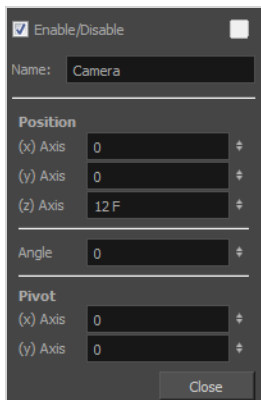 Enable/Disable
Name: Camera
Position
(x) Axis 0
(y) Axis 0
(z) Axis 12 F
Angle 0
Pivot
(x) Axis 0
(y) Axis 0
Close